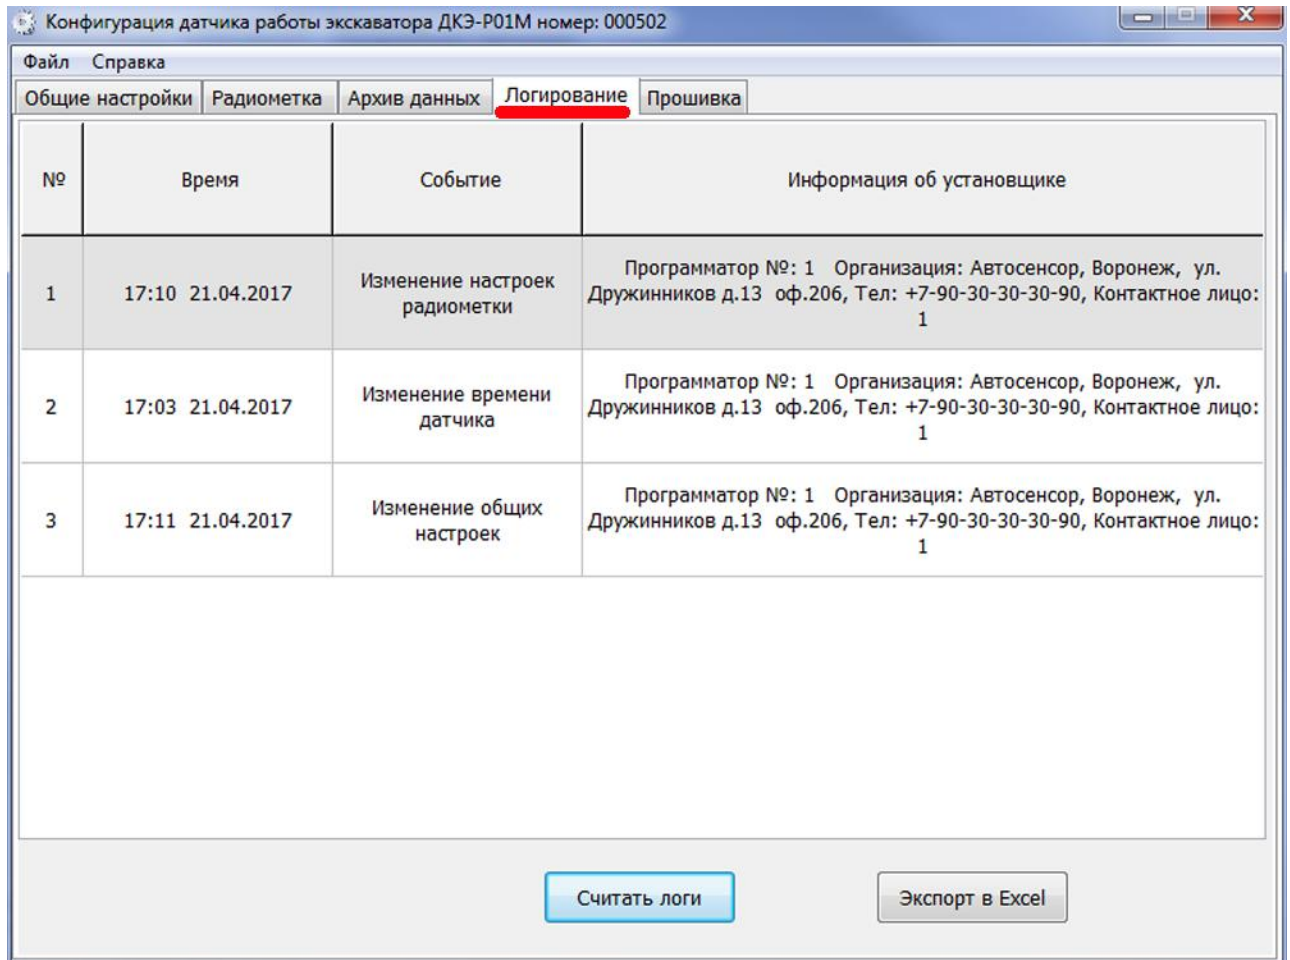 Конфигурация датчика работы экскаватора ДКЭ-Р01М номер: 000502
Файл Справка
Общие настройки Радиометка Архив данных Логирование Прошивка
№ Время Событие Информация об установщике
1 17:10 21.04.2017 Изменение настроек радиометки
Программатор №: 1 Организация: Автосенсор, Воронеж, ул.
Дружинников д.13 оф.206, Тел: +7-90-30-30-30-90, Контактное лицо:
1
2 17:03 21.04.2017 Изменение времени датчика
Программатор №: 1 Организация: Автосенсор, Воронеж, ул.
Дружинников д.13 оф.206, Тел: +7-90-30-30-30-90, Контактное лицо:
1
3 17:11 21.04.2017 Изменение общих настроек
Программатор №: 1 Организация: Автосенсор, Воронеж, ул.
Дружинников д.13 оф.206, Тел: +7-90-30-30-30-90, Контактное лицо:
1
Считать логи Экспорт в Excel